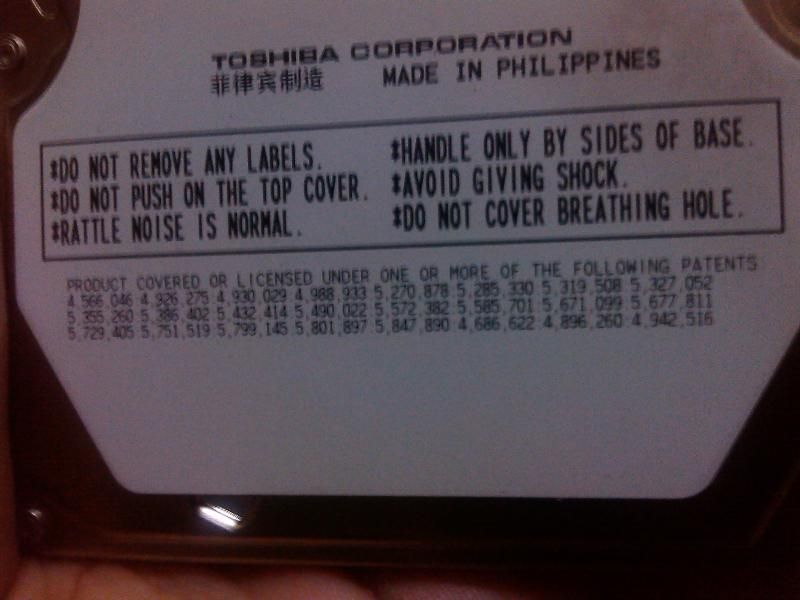 TOSHIBA CORPORATION
菲律宾制造 MADE IN PHILIPPINES
*DO NOT REMOVE ANY LABELS.
*DO NOT PUSH ON THE TOP COVER.
*RATTLE NOISE IS NORMAL.
*HANDLE ONLY BY SIDES OF BASE.
*AVOID GIVING SHOCK.
*DO NOT COVER BREATHING HOLE.
PRODUCT COVERED OR LICENSED UNDER ONE OR MORE OF THE FOLLOWING PATENTS
4,566,046 4,926,275 4,930,029 4,988,933 5,270,878 5,285,330 5,319,508 5,327,052
5,355,260 5,386,402 5,432,414 5,490,022 5,572,382 5,585,701 5,671,099 5,677,811
5,729,405 5,751,519 5,799,145 5,801,897 5,847,890 4,686,622 4,896,260 4,942,516